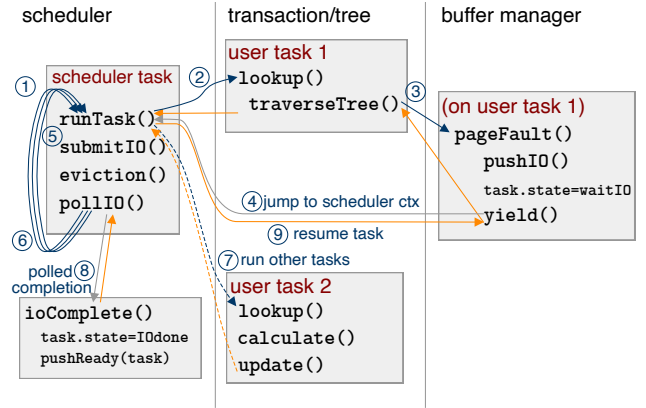 scheduler
transaction/tree
buffer manager
scheduler task
① 
runTask()
⑤
submitIO()
eviction()
pollIO()
⑥
polled ⑧
completion
ioComplete()
task.state=IOdone
pushReady(task)
②
user task 1
lookup()
traverseTree()
③
④ jump to scheduler ctx
⑨ resume task
⑦ run other tasks
user task 2
lookup()
calculate()
update()
(on user task 1)
pageFault()
pushIO()
task.state=waitIO
yield()